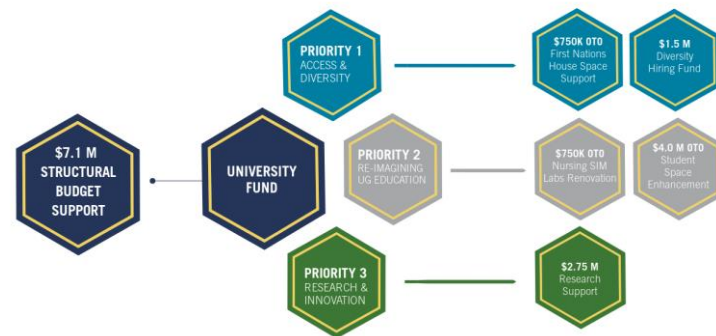 $7.1 M
STRUCTURAL
BUDGET
SUPPORT
UNIVERSITY
FUND
PRIORITY 1
ACCESS &
DIVERSITY
$750K OTO
First Nations
House Space
Support
$1.5 M
Diversity
Hiring Fund
PRIORITY 2
RE-IMAGINING
UG EDUCATION
$750K OTO
Nursing SIM
Labs Renovation
$4.0 M OTO
Student
Space
Enhancement
PRIORITY 3
RESEARCH &
INNOVATION
$2.75 M
Research
Support